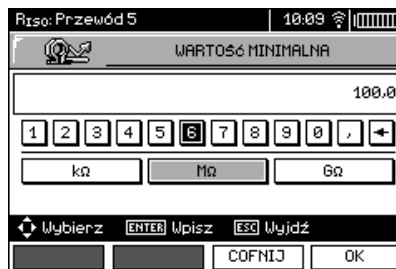 Riso: Przewód 5 10:09
WARTOŚĆ MINIMALNA
100,0
1 2 3 4 5 6 7 8 9 0 , ←
kΩ MΩ GΩ
Wybierz ENTER Wpisz ESC Wyjdź
COFNIJ OK